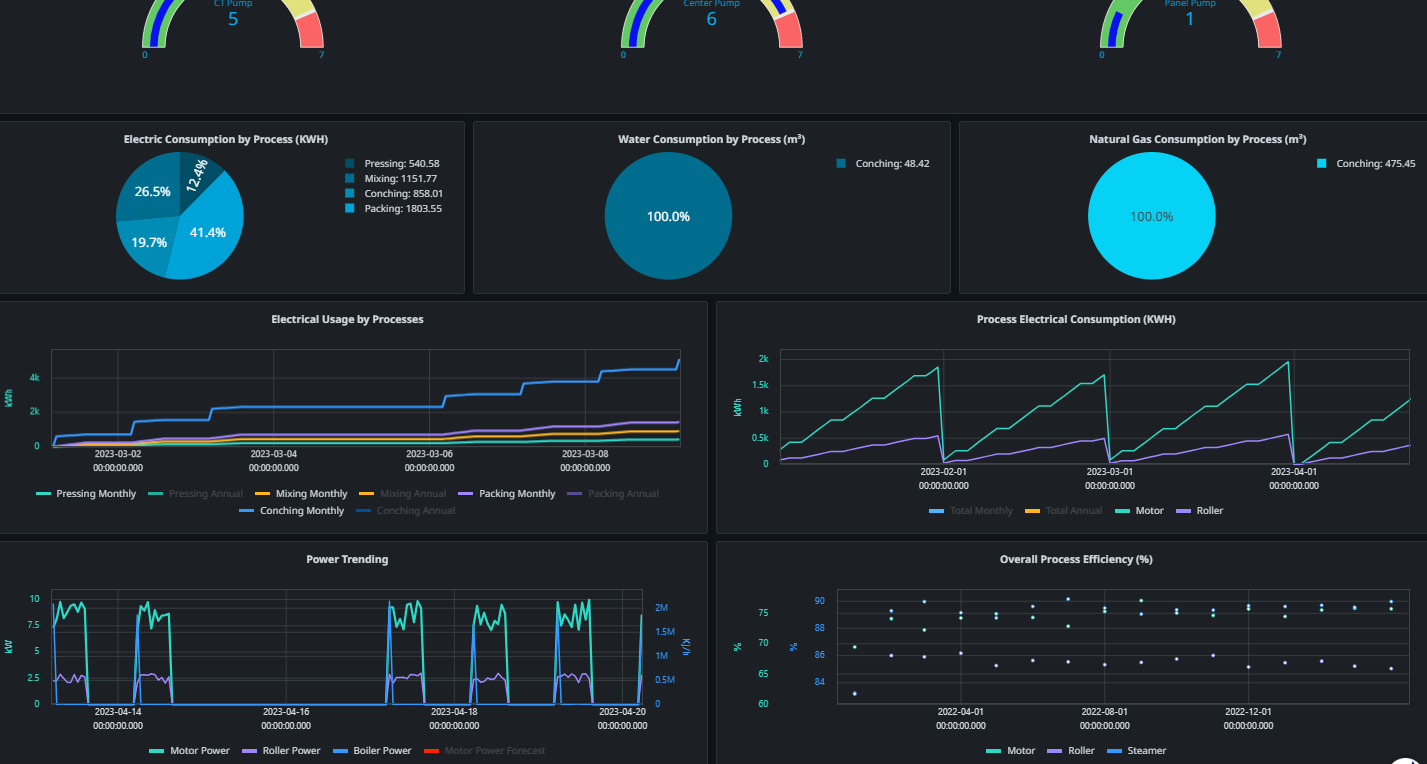 CT Pump
5
0
7
Center Pump
6
0
7
Panel Pump
1
0
7
Electric Consumption by Process (KWH)
12.4%
26.5%
19.7%
41.4%
Pressing: 540.58
Mixing: 1151.77
Conching: 858.01
Packing: 1803.55
Water Consumption by Process (m³)
100.0%
Conching: 48.42
Natural Gas Consumption by Process (m³)
100.0%
Conching: 475.45
Electrical Usage by Processes
kWh
4k
2k
0
2023-03-02 2023-03-04 2023-03-06 2023-03-08
00:00:00.000 00:00:00.000 00:00:00.000 00:00:00.000
Pressing Monthly Pressing Annual Mixing Monthly Mixing Annual Packing Monthly Packing Annual
Conching Monthly Conching Annual
Process Electrical Consumption (KWH)
kWh
2k
1.5k
1k
0.5k
0
2023-02-01 2023-03-01 2023-04-01
00:00:00.000 00:00:00.000 00:00:00.000
Total Monthly Total Annual Motor Roller
Power Trending
kW
10
7.5
5
2.5
0
2M
1.5M
1M
0.5M
0
Kj/h
2023-04-14 2023-04-16 2023-04-18 2023-04-20
00:00:00.000 00:00:00.000 00:00:00.000 00:00:00.000
Motor Power Roller Power Boiler Power Motor Power Forecast
Overall Process Efficiency (%)
%
75
70
65
60
%
90
88
86
84
2022-04-01 2022-08-01 2022-12-01
00:00:00.000 00:00:00.000 00:00:00.000
Motor Roller Steamer